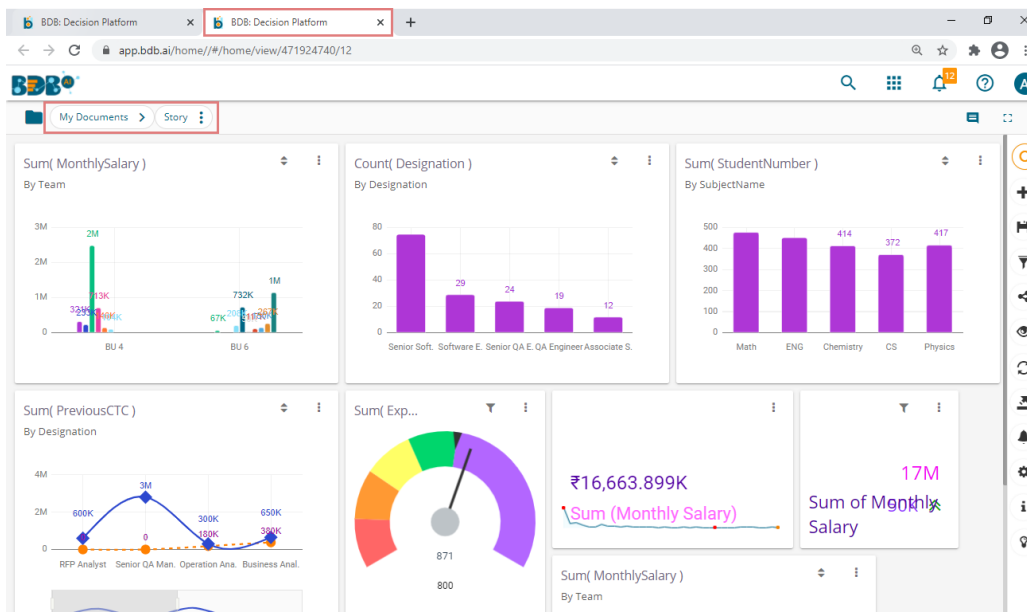 BDB: Decision Platform
BDB: Decision Platform
app.bdb.ai/home//#/home/view/471924740/12
BDB
12
My Documents
Story
Sum( MonthlySalary )
By Team
3M
2M
1M
0
2M
732K
1M
67K
BU 4
BU 6
Count( Designation )
By Designation
80
60
40
20
0
29
24
19
12
Senior Soft. Software E. Senior QA E. QA Engineer Associate S.
Sum( StudentNumber )
By SubjectName
500
400
300
200
100
0
414
372
417
Math ENG Chemistry CS Physics
Sum( PreviousCTC )
By Designation
4M
2M
0
600K
3M
0
300K
180K
650K
380K
RFP Analyst Senior QA Man. Operation Ana. Business Anal.
Sum( Exp...
871
800
₹16,663.899K
Sum (Monthly Salary)
17M
Sum of Monthly
Salary
Sum( MonthlySalary )
By Team